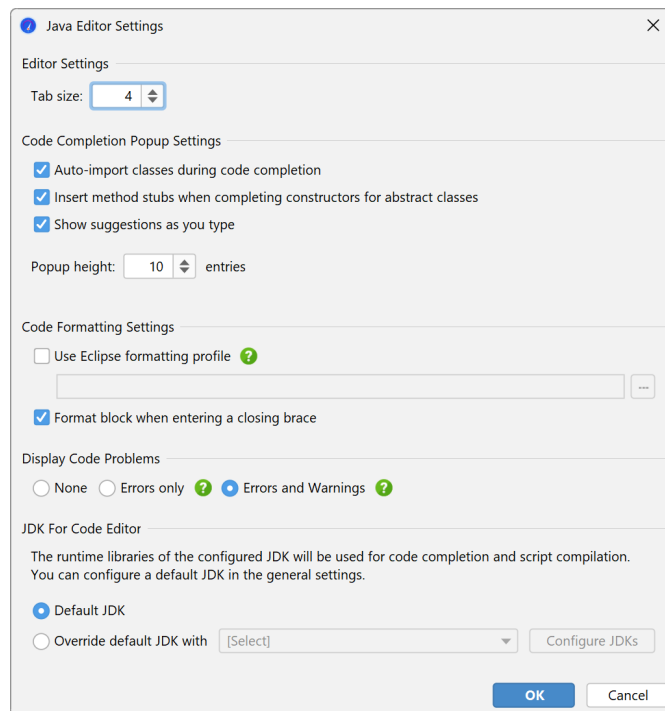 Java Editor Settings
Editor Settings
Tab size: 4
Code Completion Popup Settings
Auto-import classes during code completion
Insert method stubs when completing constructors for abstract classes
Show suggestions as you type
Popup height: 10 entries
Code Formatting Settings
Use Eclipse formatting profile ?
...
Format block when entering a closing brace
Display Code Problems
None Errors only ? Errors and Warnings ?
JDK For Code Editor
The runtime libraries of the configured JDK will be used for code completion and script compilation.
You can configure a default JDK in the general settings.
Default JDK
Override default JDK with [Select] Configure JDKs
OK Cancel